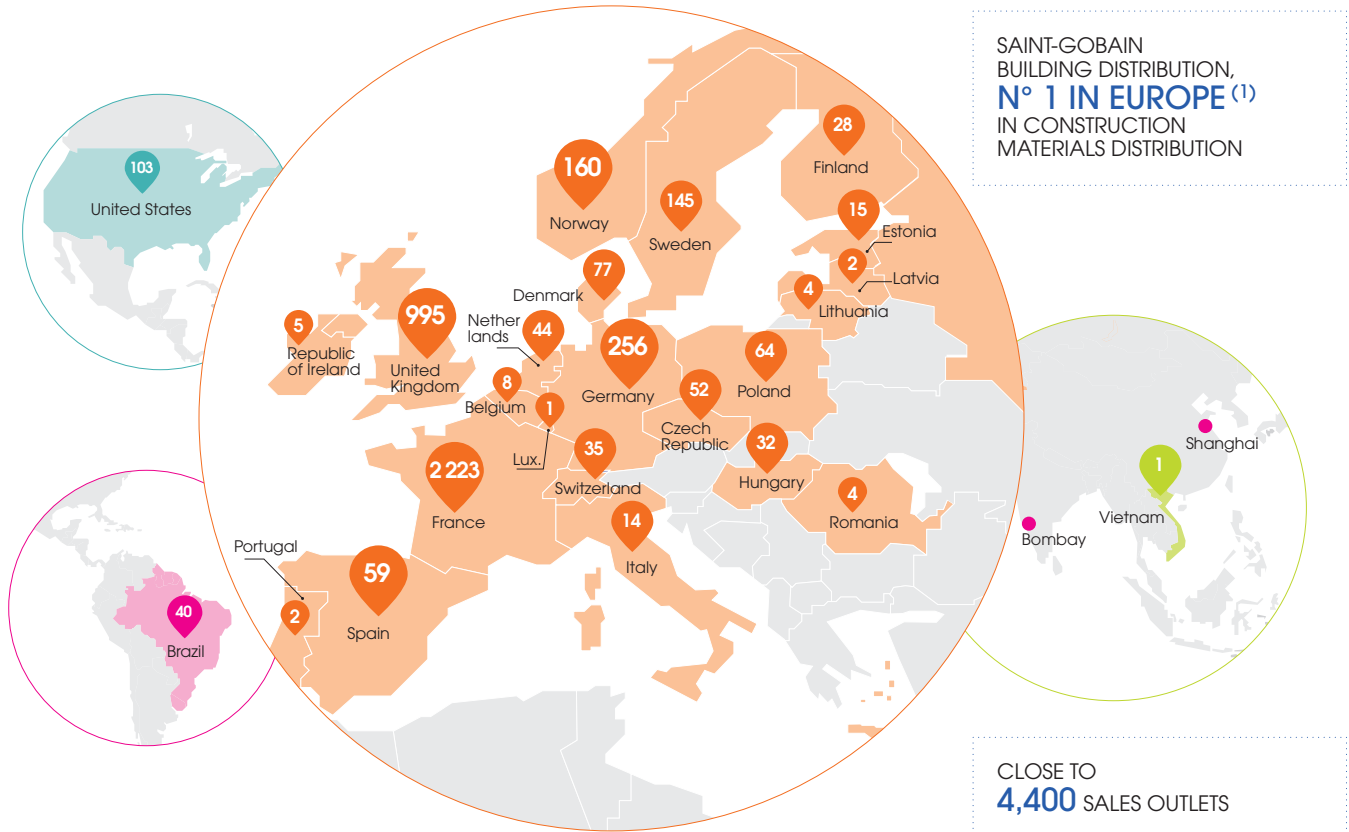 SAINT-GOBAIN
BUILDING DISTRIBUTION,
N° 1 IN EUROPE (1)
IN CONSTRUCTION
MATERIALS DISTRIBUTION
103
United States
28
Finland
160
Norway
145
Sweden
15
Estonia
2
Latvia
4
Lithuania
77
Denmark
5
Republic
of Ireland
995
United
Kingdom
Nether
lands
44
256
Germany
64
Poland
8
Belgium
1
Lux.
52
Czech
Republic
35
Switzerland
32
Hungary
2 223
France
4
Romania
14
Italy
Portugal
2
59
Spain
40
Brazil
Shanghai
1
Vietnam
Bombay
CLOSE TO
4,400 SALES OUTLETS